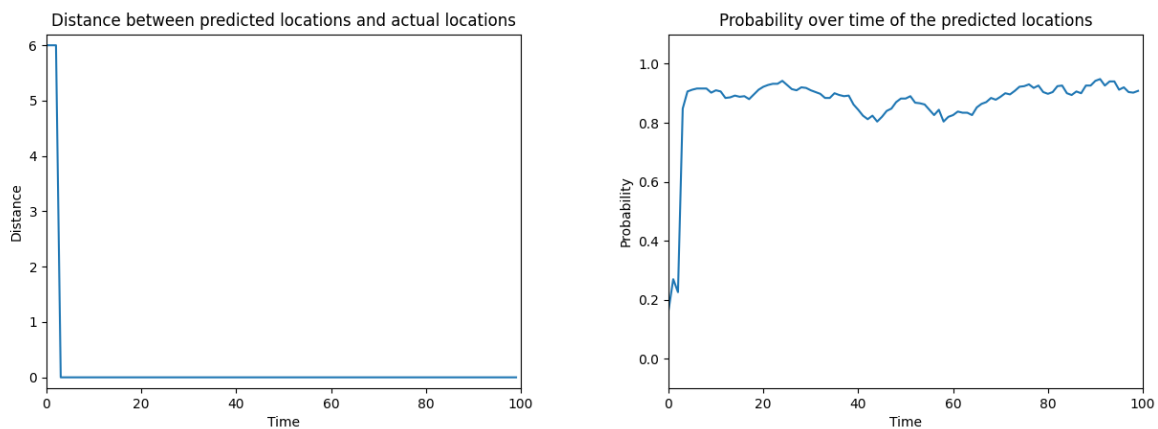 Distance between predicted locations and actual locations
6
5
4
3
2
1
0
Distance
0 20 40 60 80 100
Time
Probability over time of the predicted locations
1.0
0.8
0.6
0.4
0.2
0.0
Probability
0 20 40 60 80 100
Time